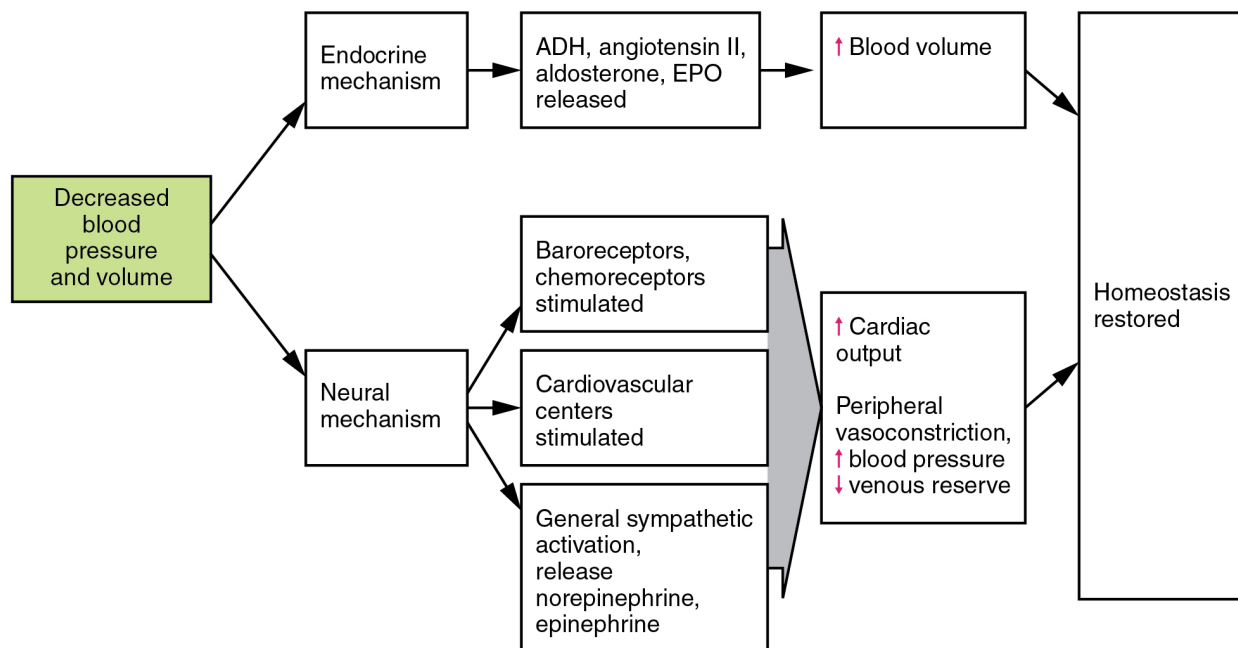 Decreased
blood
pressure
and volume
Endocrine
mechanism
ADH, angiotensin II,
aldosterone, EPO
released
↑ Blood volume
Neural
mechanism
Baroreceptors,
chemoreceptors
stimulated
Cardiovascular
centers
stimulated
General sympathetic
activation,
release
norepinephrine,
epinephrine
↑ Cardiac
output
Peripheral
vasoconstriction,
↑ blood pressure
↓ venous reserve
Homeostasis
restored